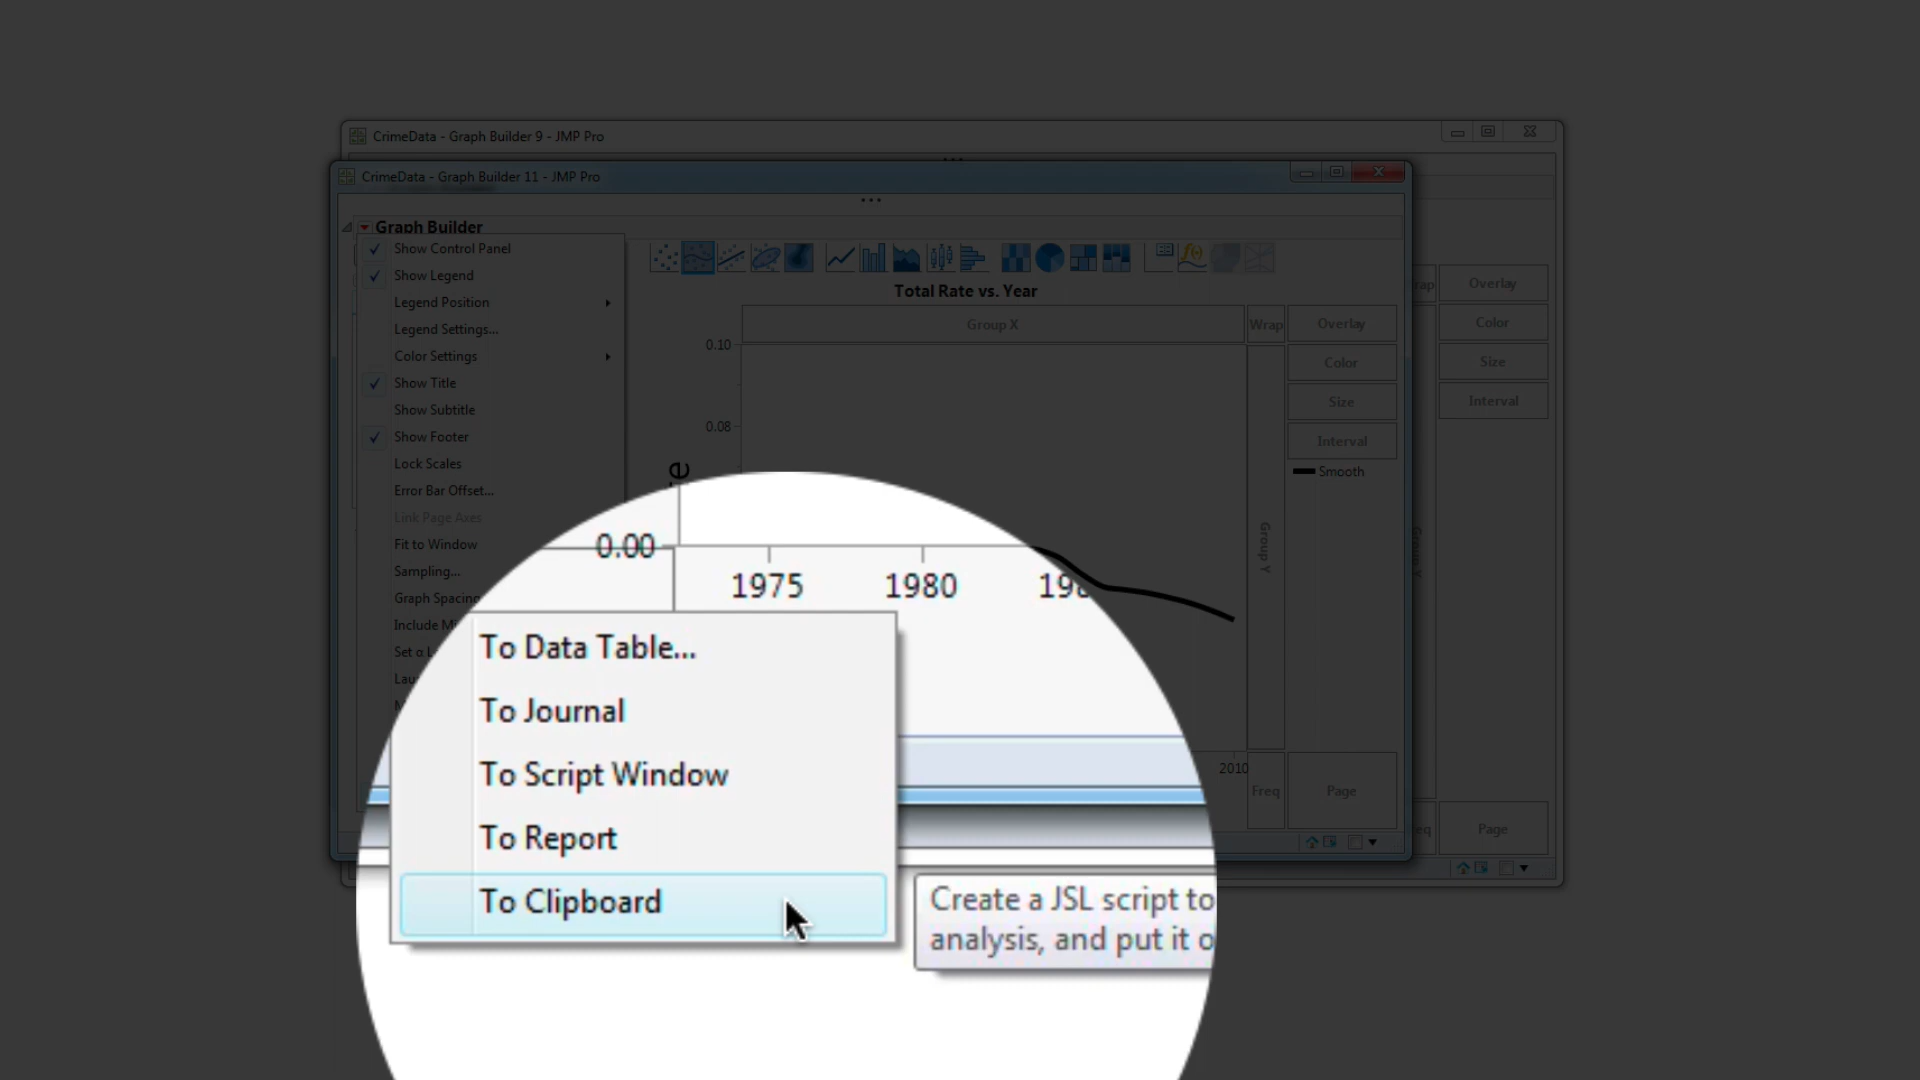 CrimeData - Graph Builder 9 - JMP Pro
CrimeData - Graph Builder 11 - JMP Pro
Graph Builder
Show Control Panel
Show Legend
Legend Position
Legend Settings...
Color Settings
Show Title
Show Subtitle
Show Footer
Lock Scales
Error Bar Offset...
Link Page Axes
Fit to Window
Sampling...
Graph Spacing
Total Rate vs. Year
Group X
Wrap
Overlay
Color
Size
Interval
Smooth
Group Y
0.10
0.08
2010
Freq
Page
Overlay
Color
Size
Interval
Page
0.00
1975
1980
To Data Table...
To Journal
To Script Window
To Report
To Clipboard
Create a JSL script to
analysis, and put it o